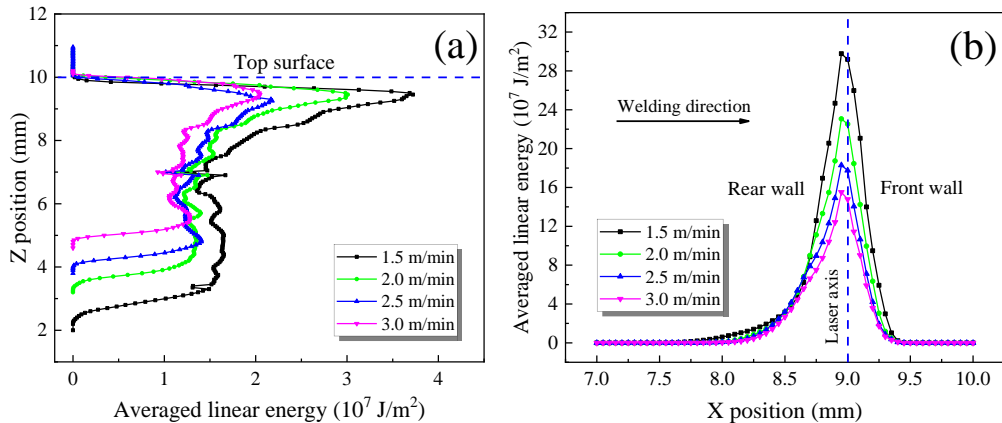 (a)
Top surface
12
10
8
6
4
2
Z position (mm)
1.5 m/min
2.0 m/min
2.5 m/min
3.0 m/min
0 1 2 3 4
Averaged linear energy (10⁷ J/m²)
(b)
Welding direction
Rear wall
Front wall
Laser axis
28
24
20
16
12
8
4
0
Averaged linear energy (10⁷ J/m²)
1.5 m/min
2.0 m/min
2.5 m/min
3.0 m/min
7.0 7.5 8.0 8.5 9.0 9.5 10.0
X position (mm)